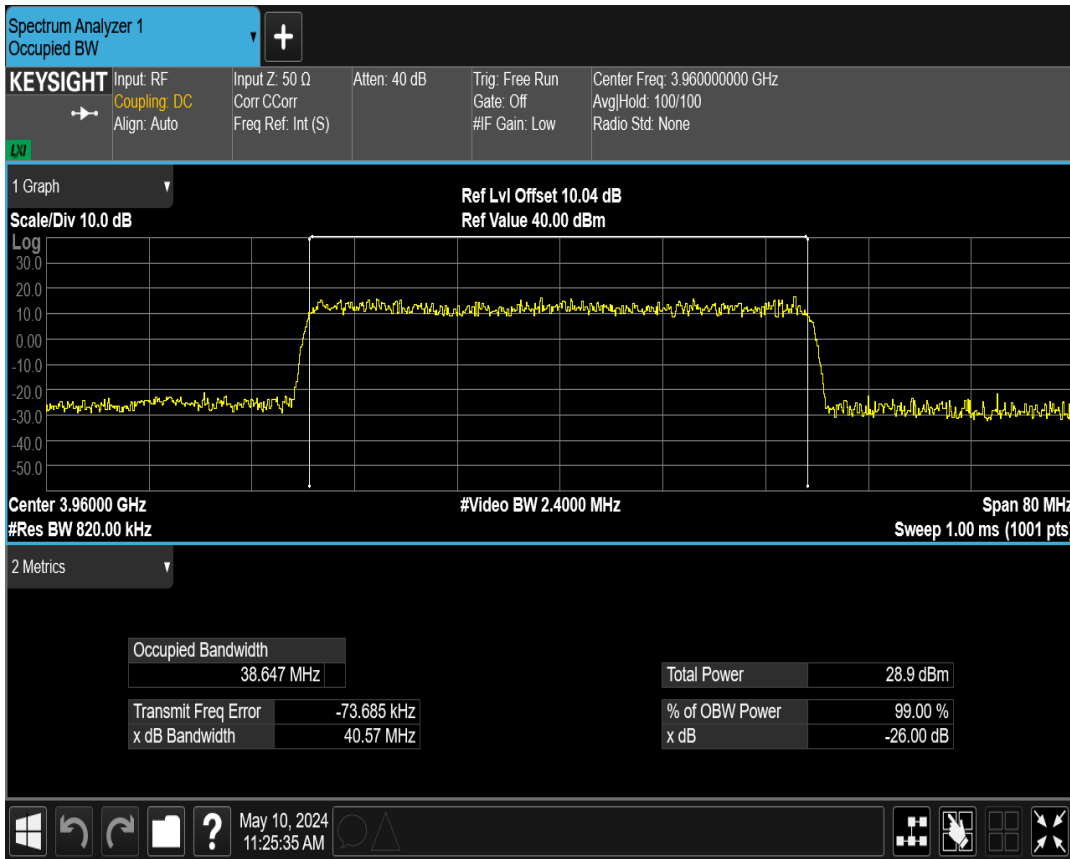 Spectrum Analyzer 1
Occupied BW
+
KEYSIGHT
LXI
Input: RF
Coupling: DC
Align: Auto
Input Z: 50 Ω
Corr CCorr
Freq Ref: Int (S)
Atten: 40 dB
Trig: Free Run
Gate: Off
#IF Gain: Low
Center Freq: 3.960000000 GHz
Avg|Hold: 100/100
Radio Std: None
1 Graph
Scale/Div 10.0 dB
Ref Lvl Offset 10.04 dB
Ref Value 40.00 dBm
Log
30.0
20.0
10.0
0.00
-10.0
-20.0
-30.0
-40.0
-50.0
Center 3.96000 GHz
#Video BW 2.4000 MHz
Span 80 MHz
#Res BW 820.00 kHz
Sweep 1.00 ms (1001 pts)
2 Metrics
Occupied Bandwidth
38.647 MHz
Transmit Freq Error -73.685 kHz
x dB Bandwidth 40.57 MHz
Total Power 28.9 dBm
% of OBW Power 99.00 %
x dB -26.00 dB
?
May 10, 2024
11:25:35 AM